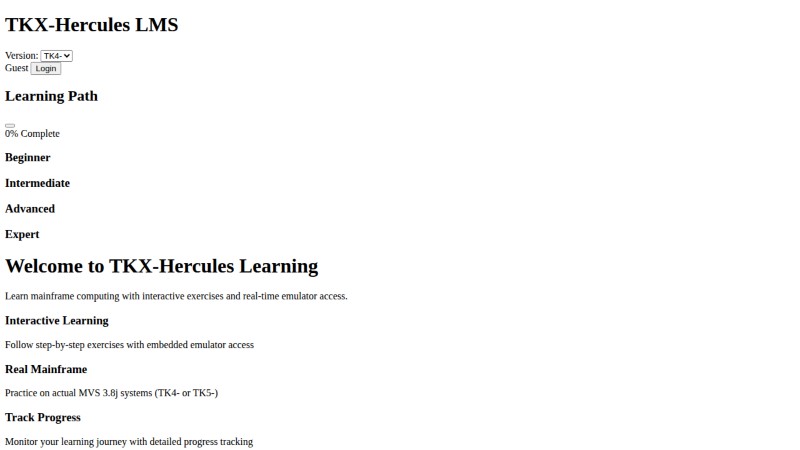 TKX-Hercules LMS
Version: TK4-
Guest Login
Learning Path
0% Complete
Beginner
Intermediate
Advanced
Expert
Welcome to TKX-Hercules Learning
Learn mainframe computing with interactive exercises and real-time emulator access.
Interactive Learning
Follow step-by-step exercises with embedded emulator access
Real Mainframe
Practice on actual MVS 3.8j systems (TK4- or TK5-)
Track Progress
Monitor your learning journey with detailed progress tracking